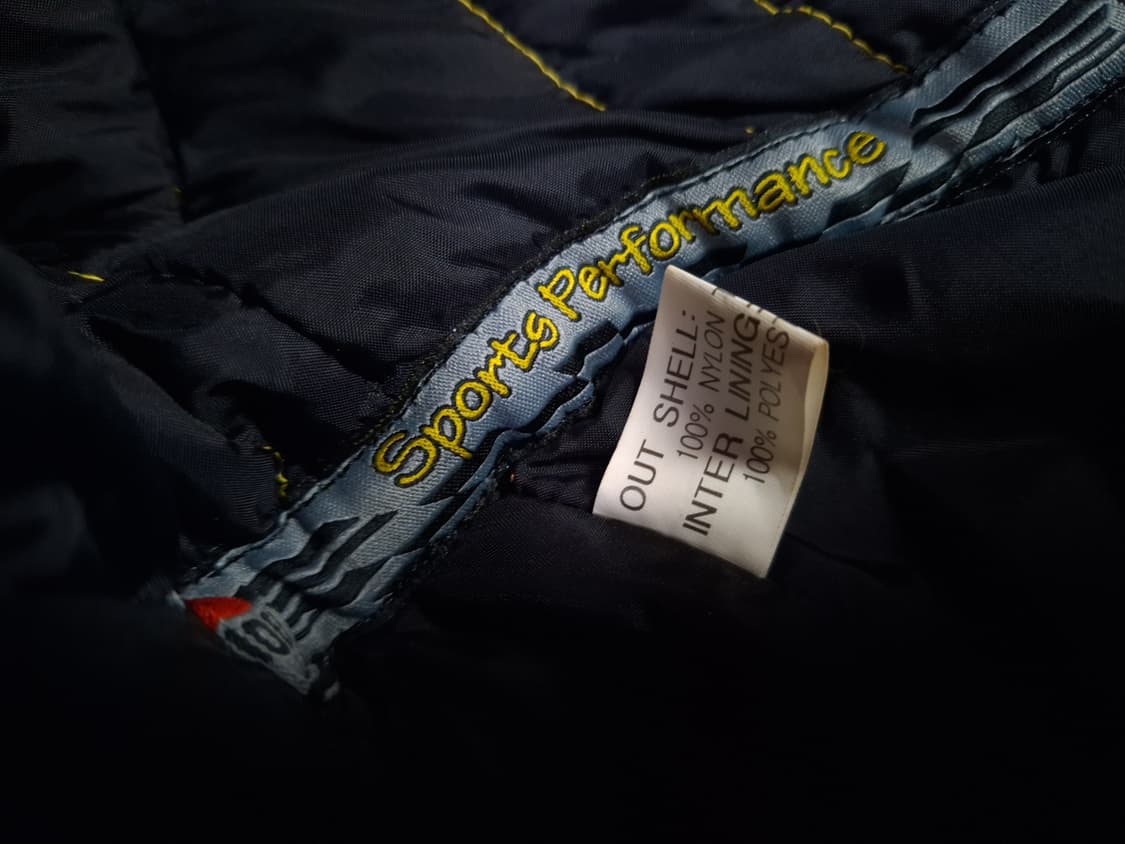 Sports Performance
OUT SHELL:
100% NYLON
INTER LINING:
100% POLYES